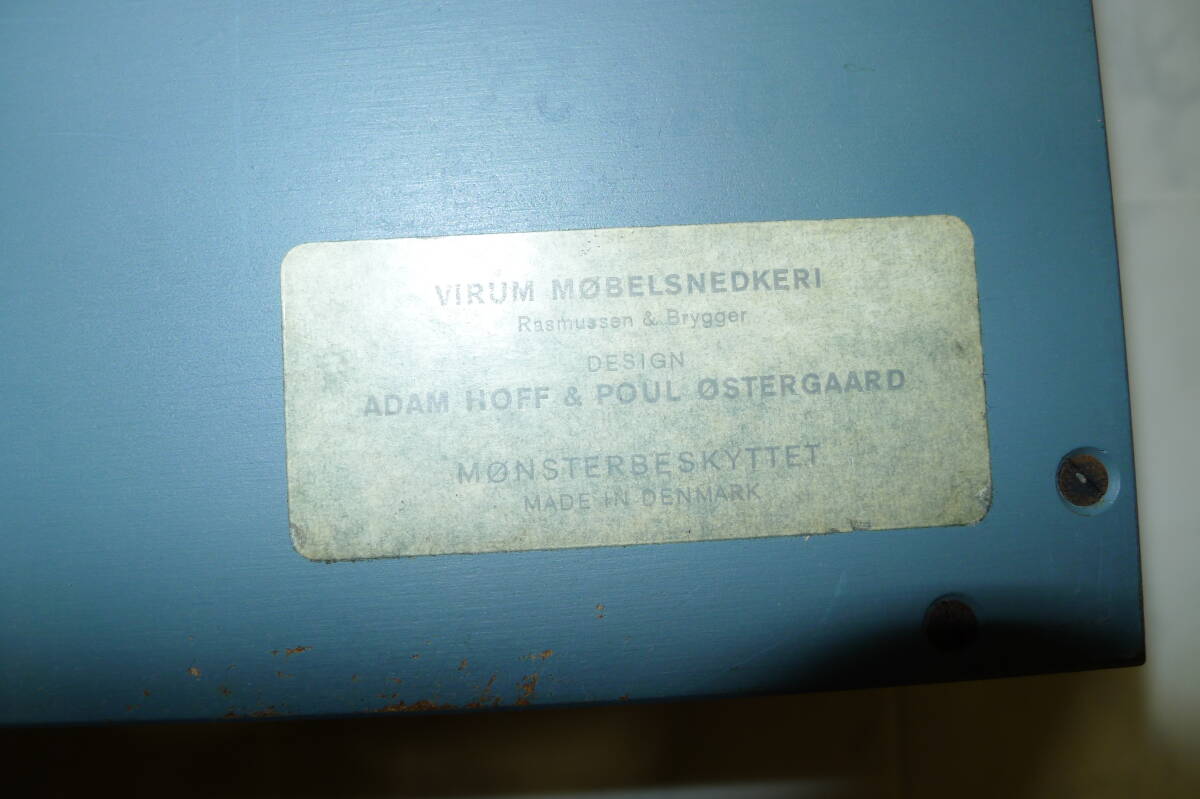 VIRUM MØBELSNEDKERI
Rasmussen & Brygger
DESIGN
ADAM HOFF & POUL ØSTERGAARD
MØNSTERBESKYTTET
MADE IN DENMARK